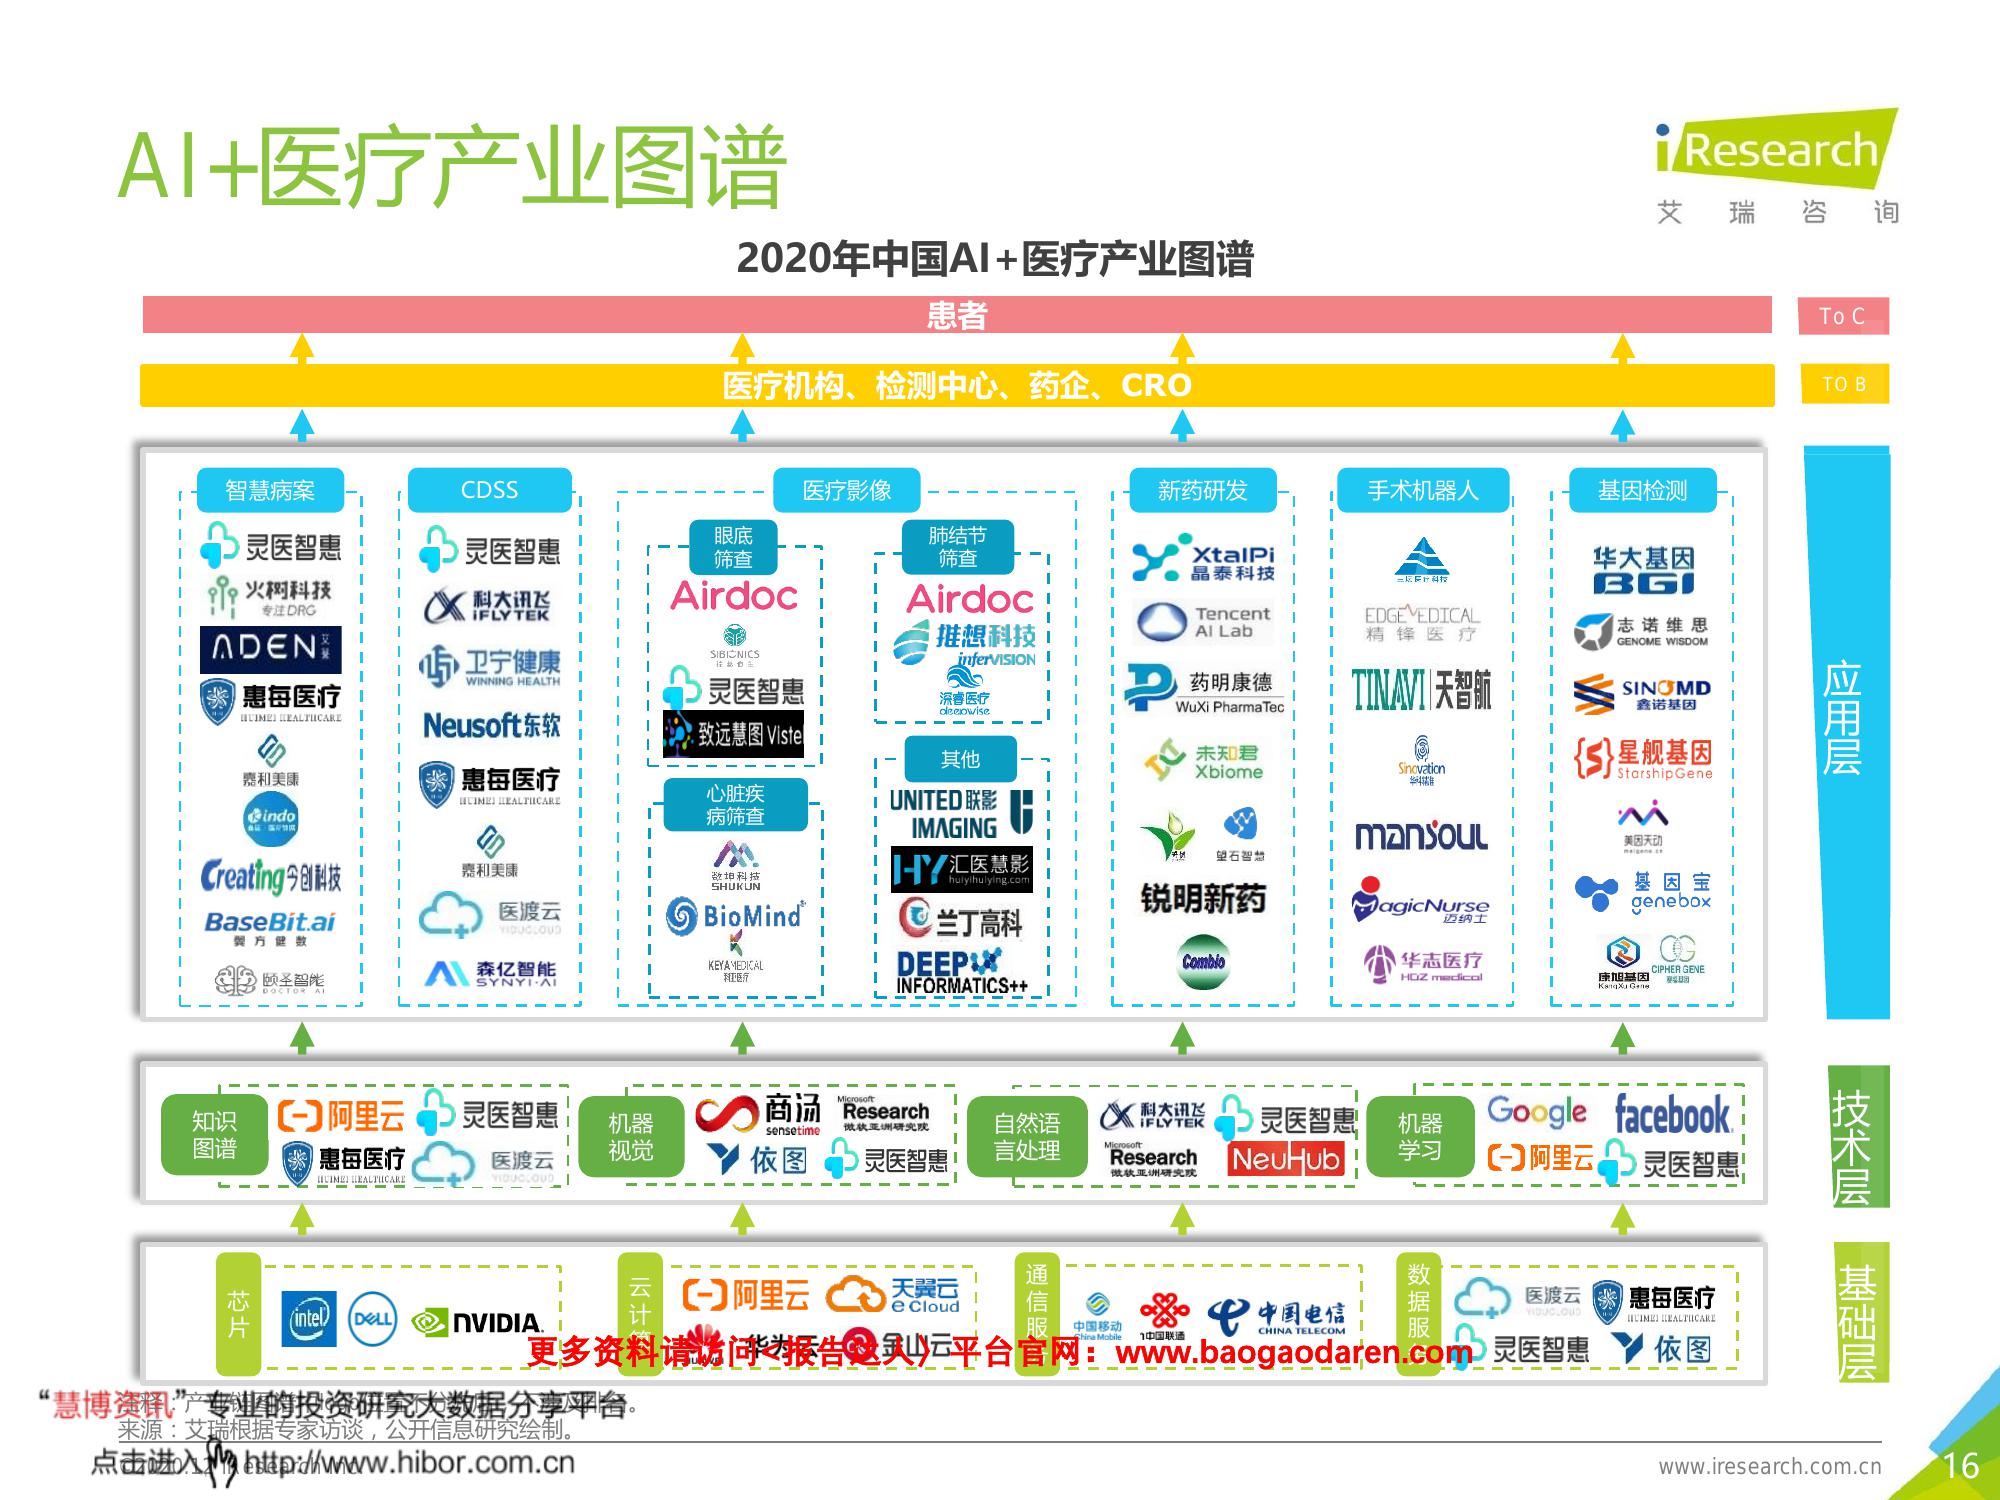 AI+医疗产业图谱
iResearch
艾瑞咨询
2020年中国AI+医疗产业图谱
患者
To C
医疗机构、检测中心、药企、CRO
TO B
应用层
智慧病案
灵医智惠
火树科技
专注DRG
ADEN
惠每医疗
HUIMEI HEALTHCARE
嘉和美康
Kindo
Creating今创科技
BaseBit.ai
翼方健数
颐圣智能
DOCTOR AI
CDSS
灵医智惠
科大讯飞
iFLYTEK
卫宁健康
WINNING HEALTH
Neusoft东软
惠每医疗
HUIMEI HEALTHCARE
嘉和美康
医渡云
YIDUCLOUD
森亿智能
SYNYI·AI
医疗影像
眼底
筛查
Airdoc
SIBIONICS
灵医智惠
致远慧图 Viste
心脏疾
病筛查
数坤科技
SHUKUN
BioMind
KEYAMEDICAL
科亚医疗
肺结节
筛查
Airdoc
推想科技
inferVISION
深睿医疗
deepwise
其他
UNITED 联影
IMAGING
HY 汇医慧影
huiyihuiying.com
兰丁高科
DEEP
INFORMATICS++
新药研发
XtalPi
晶泰科技
Tencent
AI Lab
药明康德
WuXi PharmaTec
未知君
Xbiome
望石智慧
锐明新药
Combio
手术机器人
三坛医疗科技
EDGE MEDICAL
精锋医疗
TINAVI 天智航
Sinovation
华科精准
mansoul
MagicNurse
迈纳士
华志医疗
HDZ medical
基因检测
华大基因
BGI
志诺维思
GENOME WISDOM
SINOMD
鑫诺基因
星舰基因
StarshipGene
美因天动
基因宝
genebox
康旭基因
KangXu Gene
CIPHER GENE
赛福基因
技术层
知识
图谱
阿里云
灵医智惠
惠每医疗
HUIMEI HEALTHCARE
医渡云
YIDUCLOUD
机器
视觉
商汤
sensetime
Microsoft
Research
微软亚洲研究院
依图
灵医智惠
自然语
言处理
科大讯飞
iFLYTEK
灵医智惠
Microsoft
Research
微软亚洲研究院
NeuHub
机器
学习
Google
facebook
阿里云
灵医智惠
基础层
芯片
intel
DELL
NVIDIA
云计
阿里云
天翼云
e Cloud
华为云
金山云
通信服
中国移动
China Mobile
中国联通
中国电信
CHINA TELECOM
数据服
医渡云
YIDUCLOUD
惠每医疗
HUIMEI HEALTHCARE
灵医智惠
依图
更多资料请访问<报告达人> 平台官网：www.baogaodaren.com
“慧博资讯”专业的投资研究大数据分享平台
来源：艾瑞根据专家访谈，公开信息研究绘制。
点击进入 http://www.hibor.com.cn
©2020.12 iResearch Inc.
www.iresearch.com.cn
16